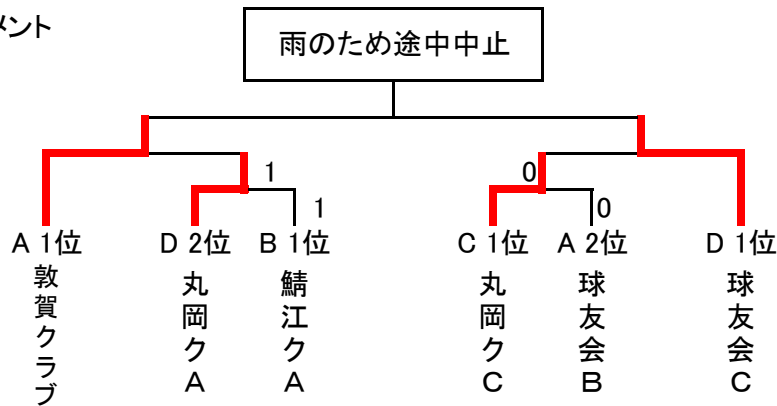 メント
雨のため途中中止
1
0
1
0
A 1位
D 2位
B 1位
C 1位
A 2位
D 1位
敦賀クラブ
丸岡クA
鯖江クA
丸岡クC
球友会B
球友会C